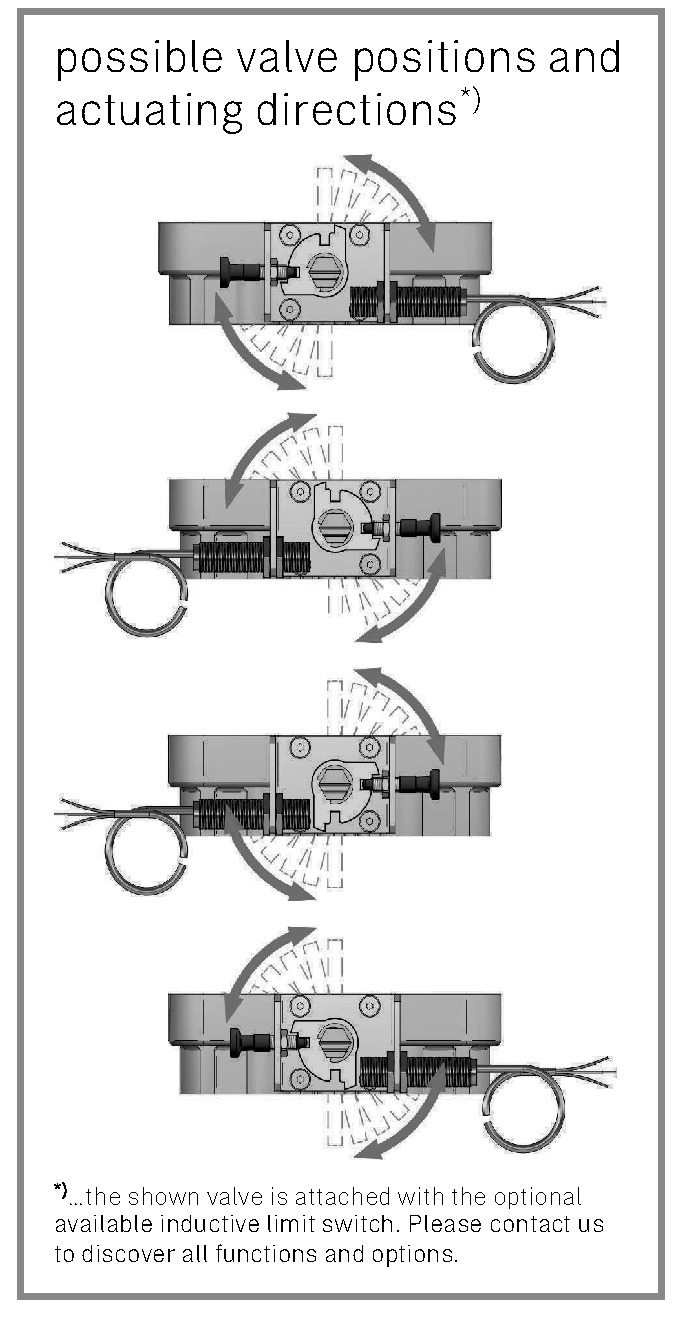 possible valve positions and
actuating directions*)
*)...the shown valve is attached with the optional
available inductive limit switch. Please contact us
to discover all functions and options.